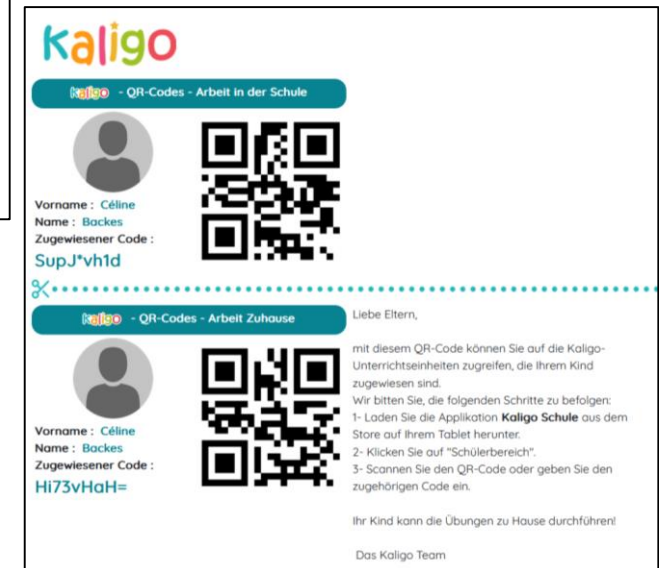 Kaligo
Kaligo - QR-Codes - Arbeit in der Schule
Vorname : Céline
Name : Backes
Zugewiesener Code :
SupJ*vh1d
Kaligo - QR-Codes - Arbeit Zuhause
Vorname : Céline
Name : Backes
Zugewiesener Code :
Hi73vHaH=
Liebe Eltern,
mit diesem QR-Code können Sie auf die Kaligo-
Unterrichtseinheiten zugreifen, die Ihrem Kind
zugewiesen sind.
Wir bitten Sie, die folgenden Schritte zu befolgen:
1- Laden Sie die Applikation Kaligo Schule aus dem
Store auf Ihrem Tablet herunter.
2- Klicken Sie auf "Schülerbereich".
3- Scannen Sie den QR-Code oder geben Sie den
zugehörigen Code ein.
Ihr Kind kann die Übungen zu Hause durchführen!
Das Kaligo Team